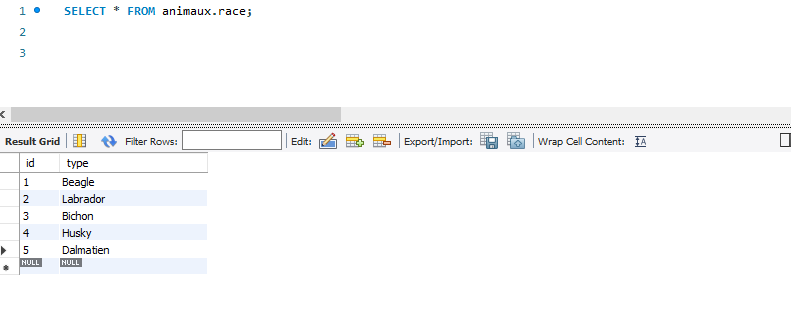 1 SELECT * FROM animaux.race;
2
3
Result Grid Filter Rows: Edit: Export/Import: Wrap Cell Content: IA
id type
1 Beagle
2 Labrador
3 Bichon
4 Husky
5 Dalmatien
NULL NULL